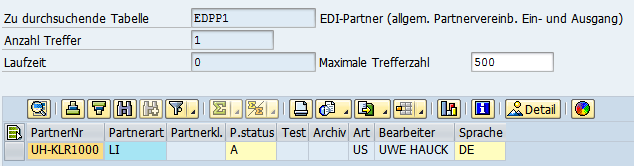 Zu durchsuchende Tabelle EDPP1 EDI-Partner (allgem. Partnervereinb. Ein- und Ausgang)
Anzahl Treffer 1
Laufzeit 0 Maximale Trefferzahl 500
Detail
PartnerNr Partnerart Partnerkl. P.status Test Archiv Art Bearbeiter Sprache
UH-KLR1000 LI A US UWE HAUCK DE